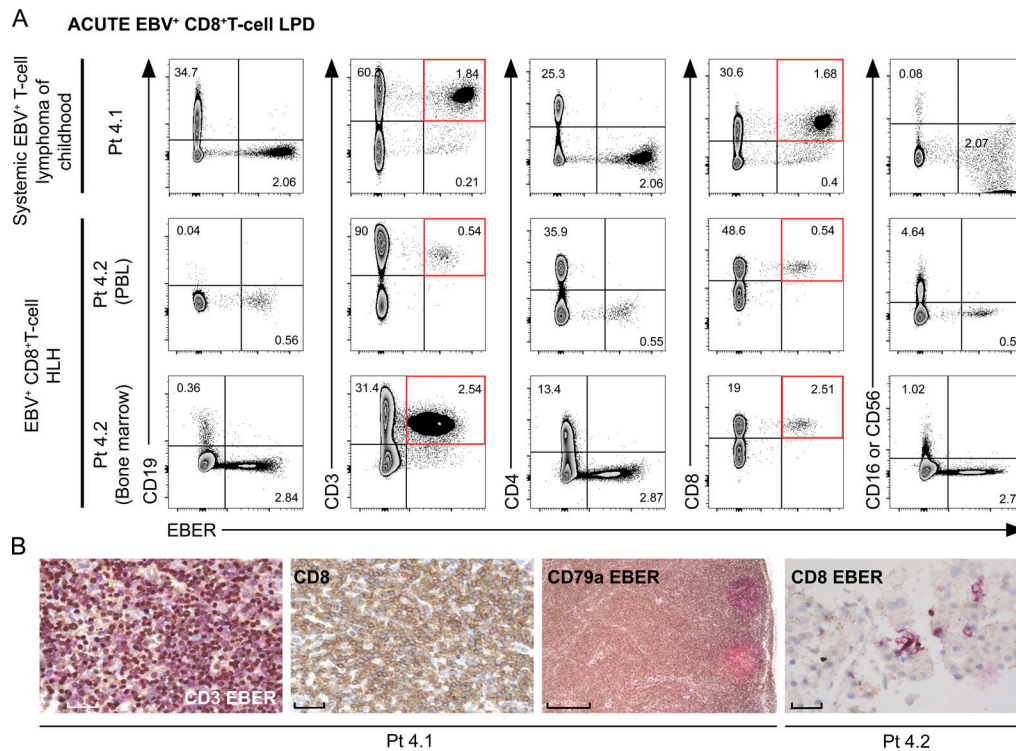 A
ACUTE EBV+ CD8+T-cell LPD
Systemic EBV+ T-cell
lymphoma of
childhood
Pt 4.1
34.7
2.06
60.
1.84
0.21
25.3
2.06
30.6
1.68
0.4
0.08
2.07
EBV+ CD8+T-cell
HLH
Pt 4.2
(PBL)
0.04
0.56
90
0.54
35.9
0.55
48.6
0.54
4.64
0.5
Pt 4.2
(Bone marrow)
0.36
2.84
31.4
2.54
13.4
2.87
19
2.51
1.02
2.7
CD19
CD3
CD4
CD8
CD16 or CD56
EBER
B
CD3 EBER
CD8
CD79a EBER
CD8 EBER
Pt 4.1
Pt 4.2